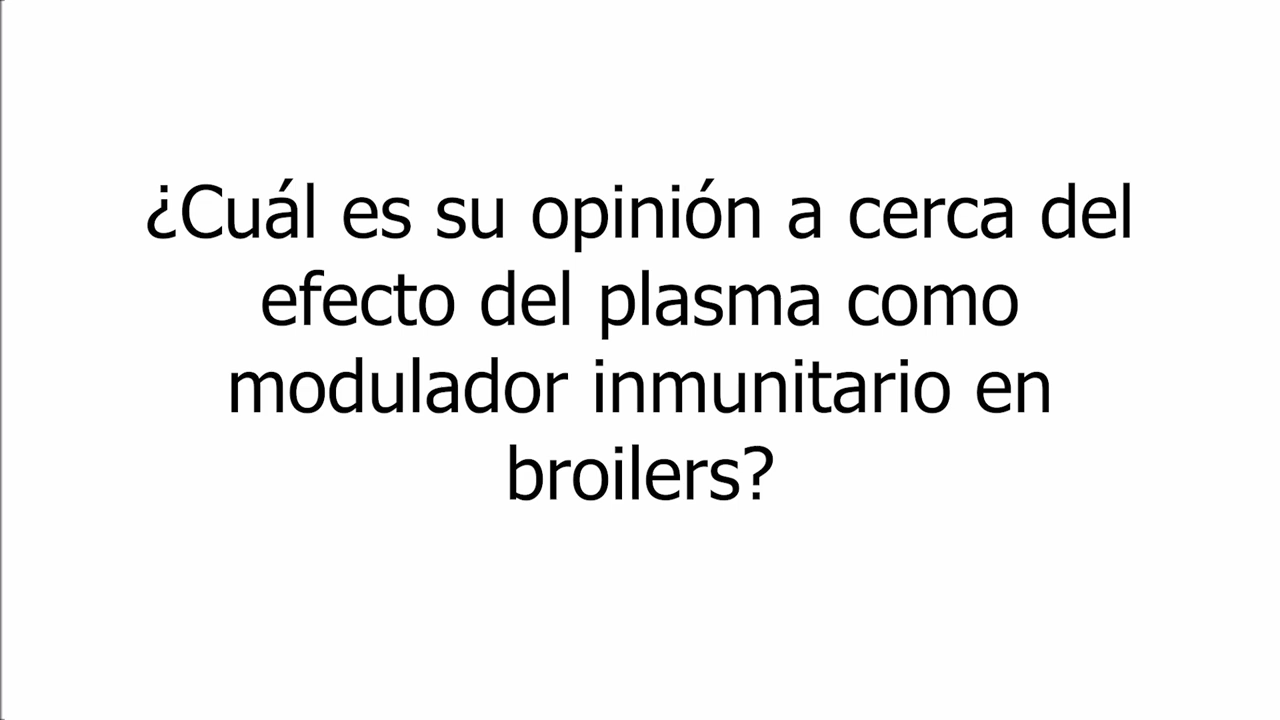 ¿Cuál es su opinión a cerca del
efecto del plasma como
modulador inmunitario en
broilers?